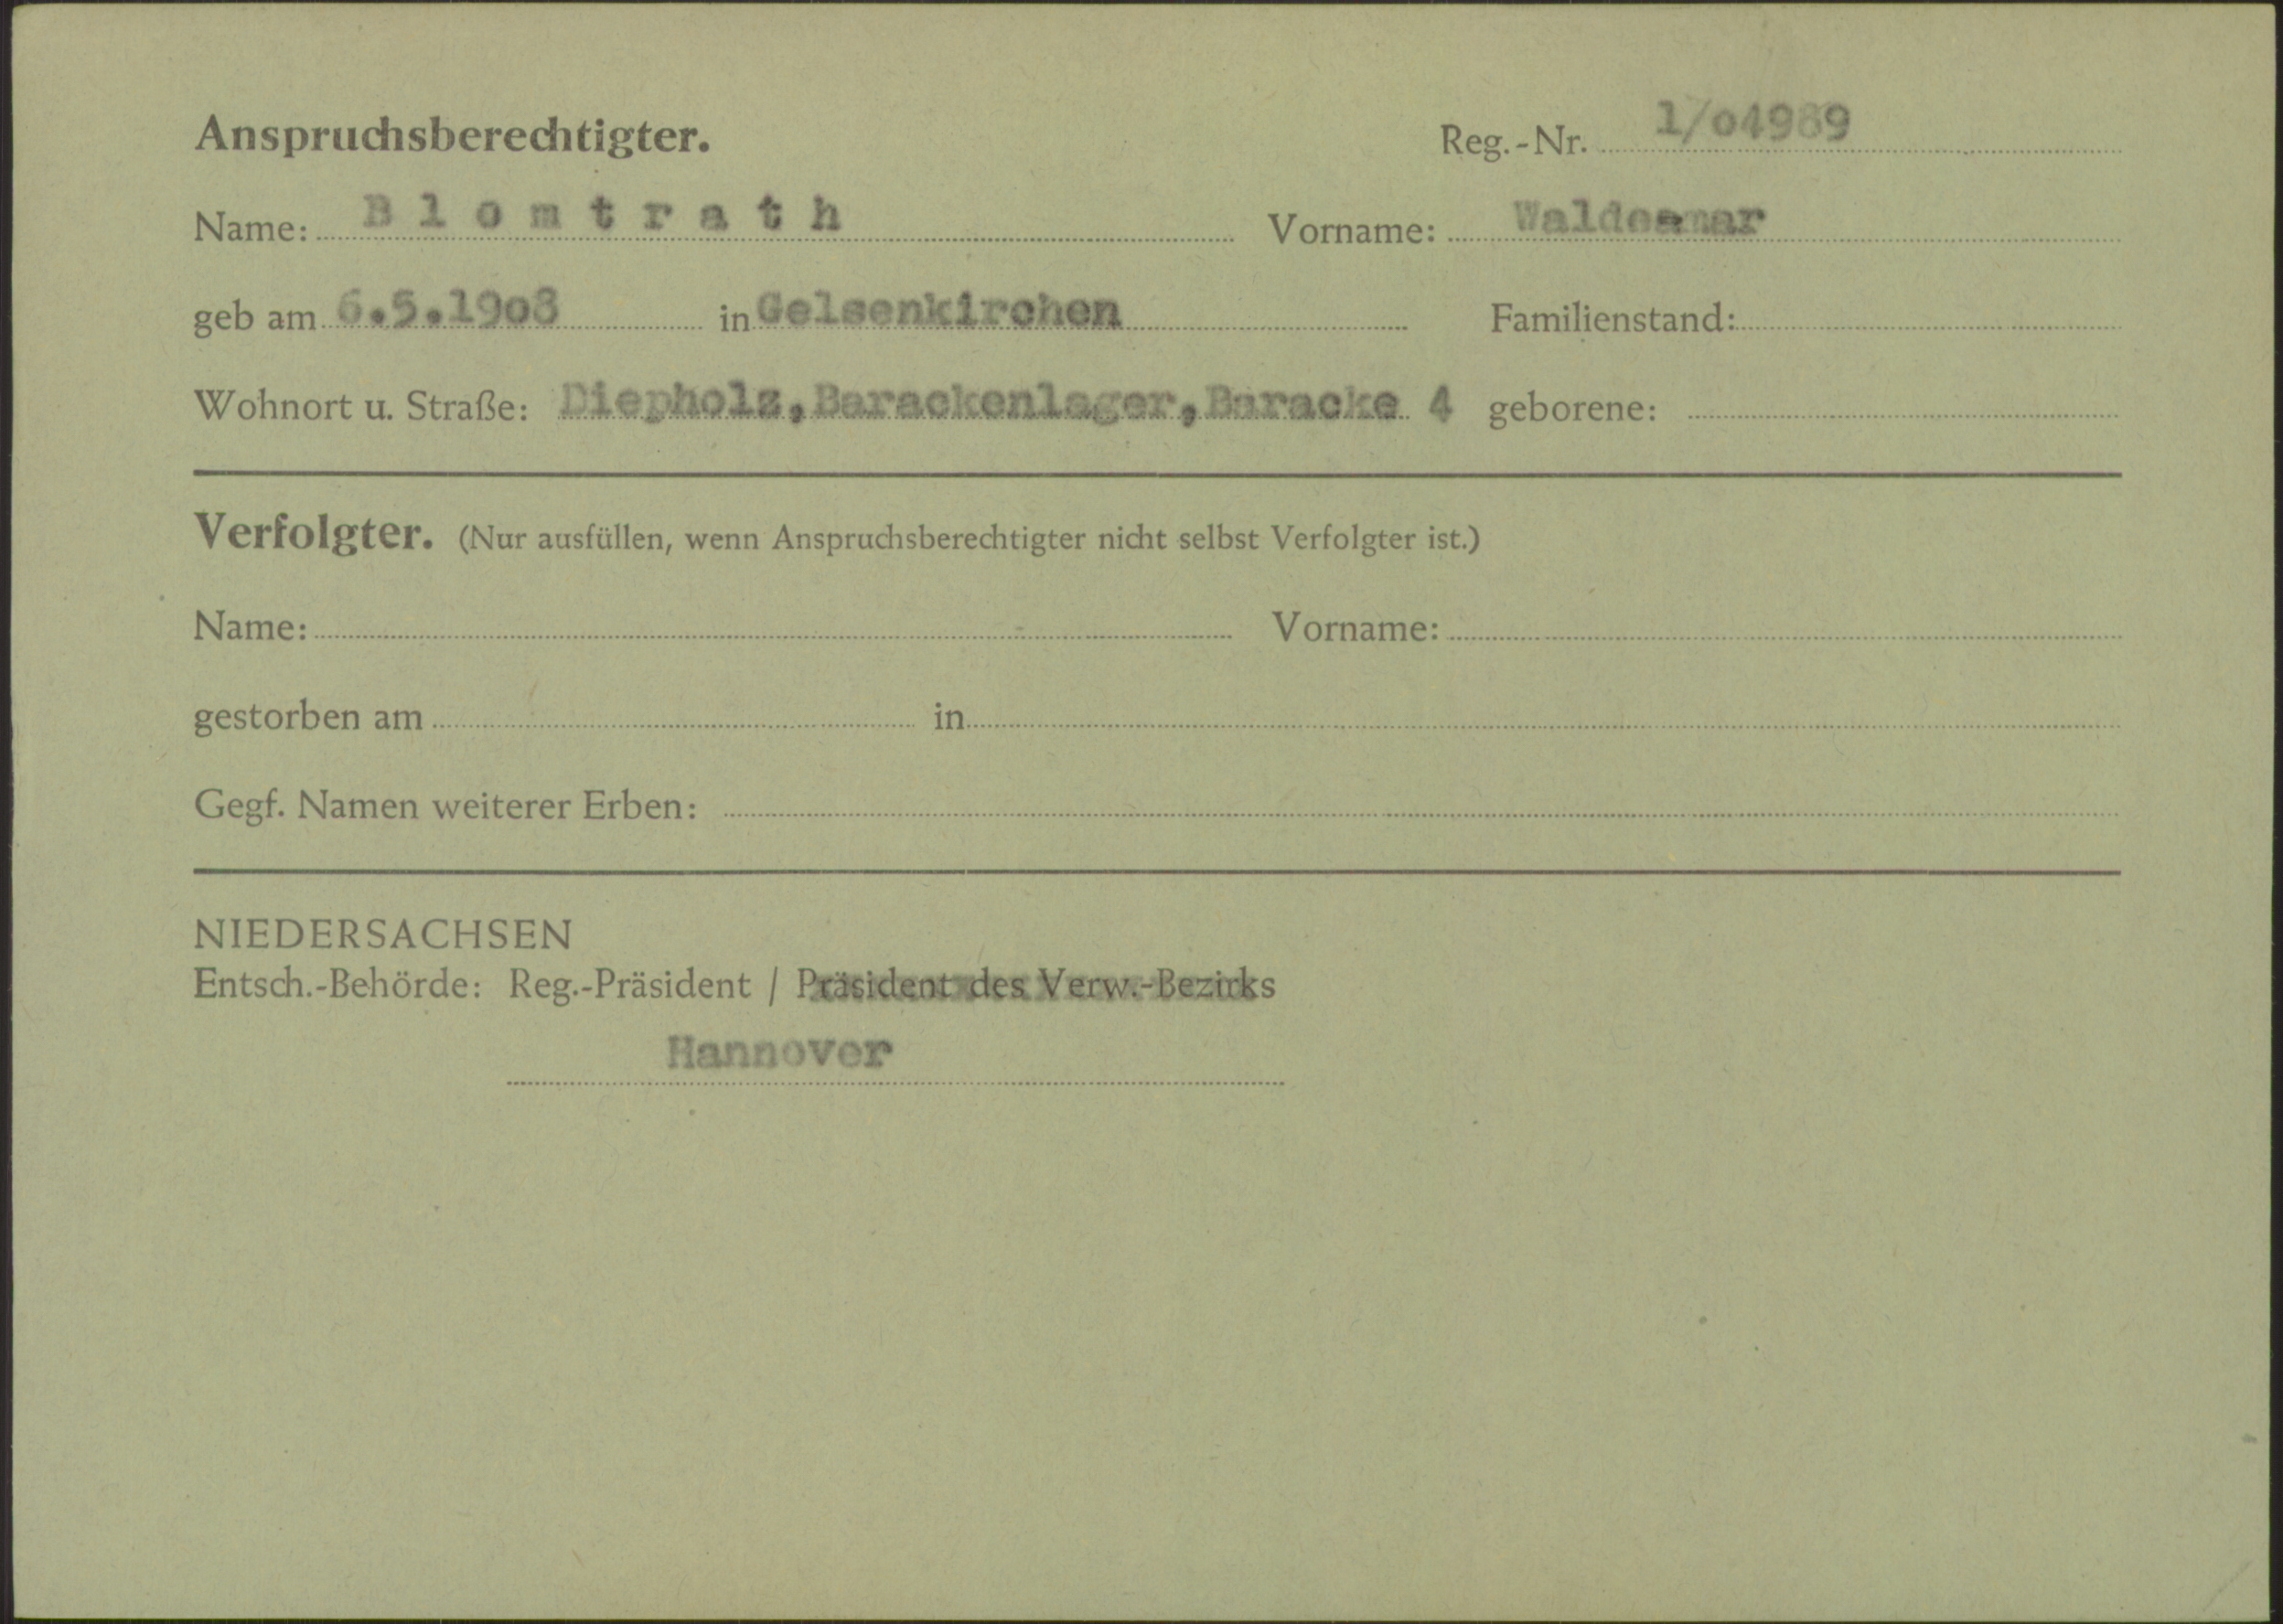 Anspruchsberechtigter. Reg.-Nr. 1/o4989
Name: Blomtrath Vorname: Waldemar
geb am 6.5.19o8 in Gelsenkirchen Familienstand:
Wohnort u. Straße: Diepholz, Barackenlager, Baracke 4 geborene:
Verfolgter. (Nur ausfüllen, wenn Anspruchsberechtigter nicht selbst Verfolgter ist.)
Name: Vorname:
gestorben am in
Gegf. Namen weiterer Erben:
NIEDERSACHSEN
Entsch.-Behörde: Reg.-Präsident / Präsident des Verw.-Bezirks
Hannover